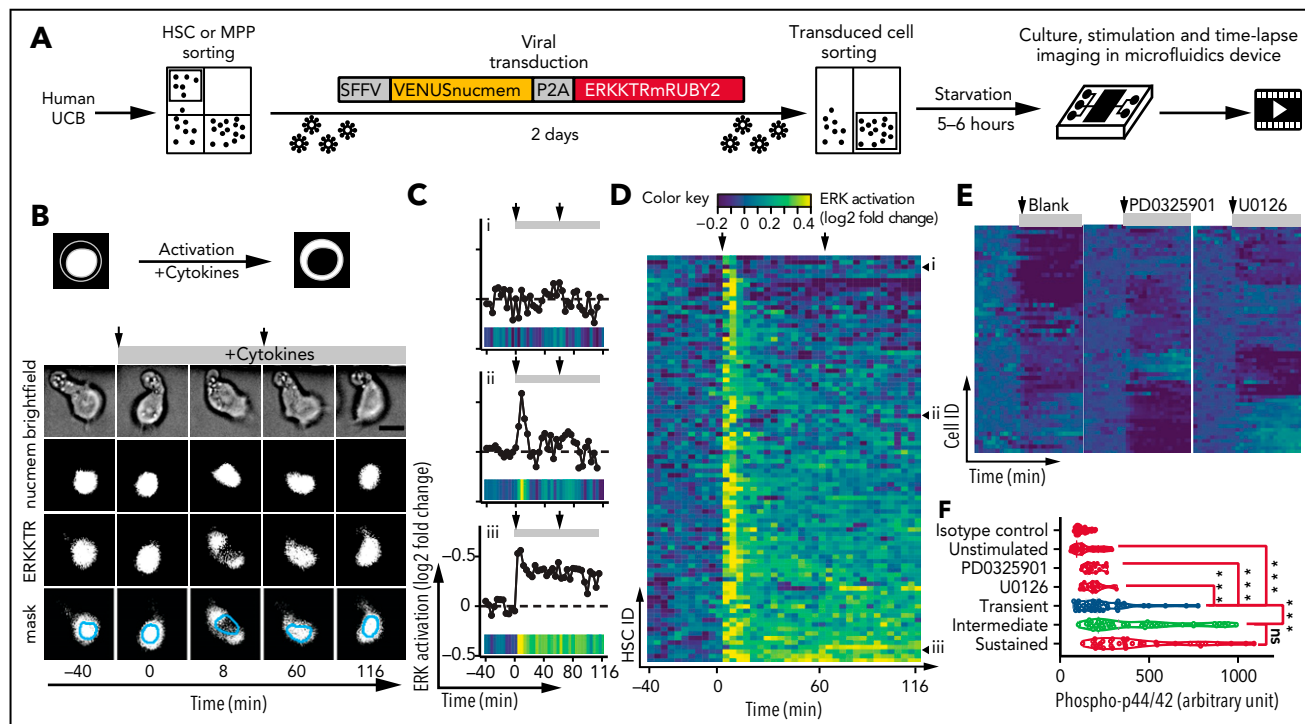 A
HSC or MPP
sorting
Human
UCB
Viral
transduction
SFFV VENUSnucmem P2A ERKKTRmRUBY2
2 days
Transduced cell
sorting
Starvation
5–6 hours
Culture, stimulation and time-lapse
imaging in microfluidics device
B
Activation
+Cytokines
+Cytokines
brightfield
nucmem
ERKKTR
mask
−40 0 8 60 116
Time (min)
C
i
ii
iii
−0.5
0
−0.5
ERK activation (log2 fold change)
−40 0 40 80 116
Time (min)
D
Color key
ERK activation
(log2 fold change)
−0.2 0 0.2 0.4
i
ii
iii
HSC ID
−40 0 60 116
Time (min)
E
Blank PD0325901 U0126
Cell ID
Time (min)
F
Isotype control
Unstimulated
PD0325901
U0126
Transient
Intermediate
Sustained
* * *
* * *
* * *
* * *
ns
0 500 1000
Phospho-p44/42 (arbitrary unit)